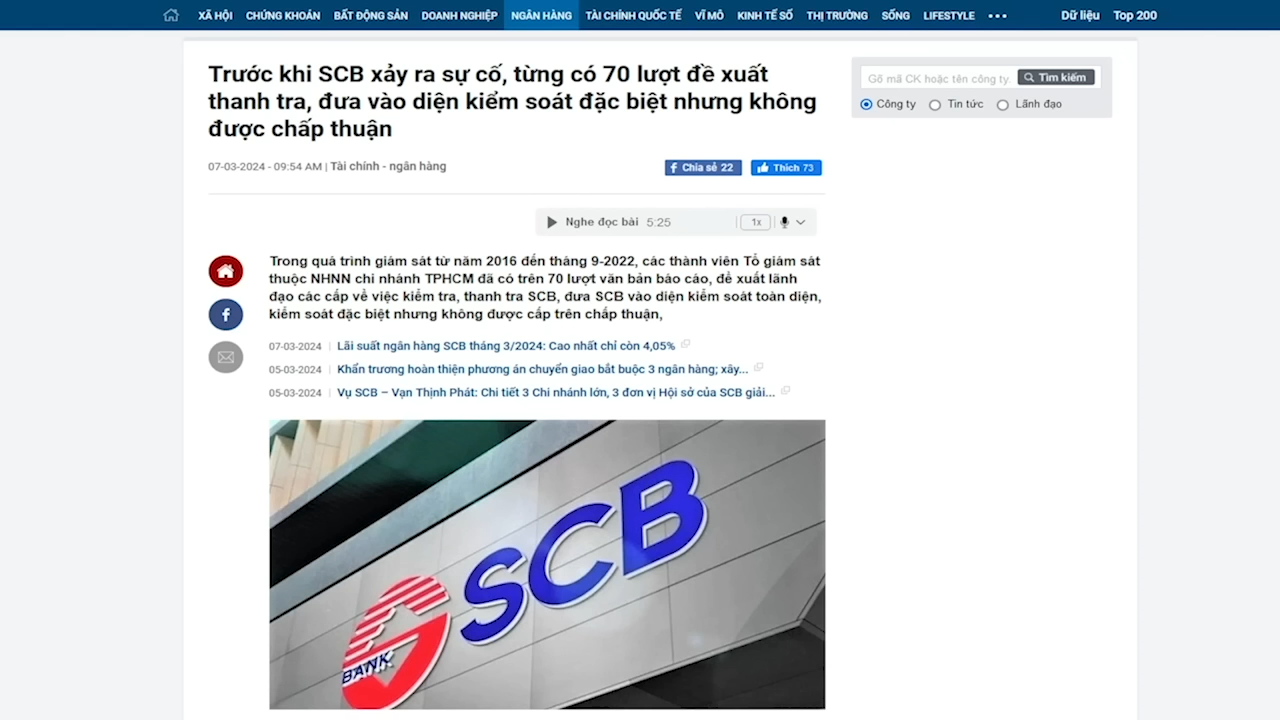 XÃ HỘI CHỨNG KHOÁN BẤT ĐỘNG SẢN DOANH NGHIỆP NGÂN HÀNG TÀI CHÍNH QUỐC TẾ VĨ MÔ KINH TẾ SỐ THỊ TRƯỜNG SỐNG LIFESTYLE ••• Dữ liệu Top 200
Trước khi SCB xảy ra sự cố, từng có 70 lượt đề xuất
thanh tra, đưa vào diện kiểm soát đặc biệt nhưng không
được chấp thuận
07-03-2024 - 09:54 AM | Tài chính - ngân hàng
Chia sẻ 22 Thích 73
Gõ mã CK hoặc tên công ty Tìm kiếm
Công ty Tin tức Lãnh đạo
Nghe đọc bài 5:25 1x
Trong quá trình giám sát từ năm 2016 đến tháng 9-2022, các thành viên Tổ giám sát
thuộc NHNN chi nhánh TPHCM đã có trên 70 lượt văn bản báo cáo, đề xuất lãnh
đạo các cấp về việc kiểm tra, thanh tra SCB, đưa SCB vào diện kiểm soát toàn diện,
kiểm soát đặc biệt nhưng không được cấp trên chấp thuận,
07-03-2024 | Lãi suất ngân hàng SCB tháng 3/2024: Cao nhất chỉ còn 4,05%
05-03-2024 | Khẩn trương hoàn thiện phương án chuyển giao bắt buộc 3 ngân hàng; xây...
05-03-2024 | Vụ SCB – Vạn Thịnh Phát: Chi tiết 3 Chi nhánh lớn, 3 đơn vị Hội sở của SCB giải...
SCB
BANK